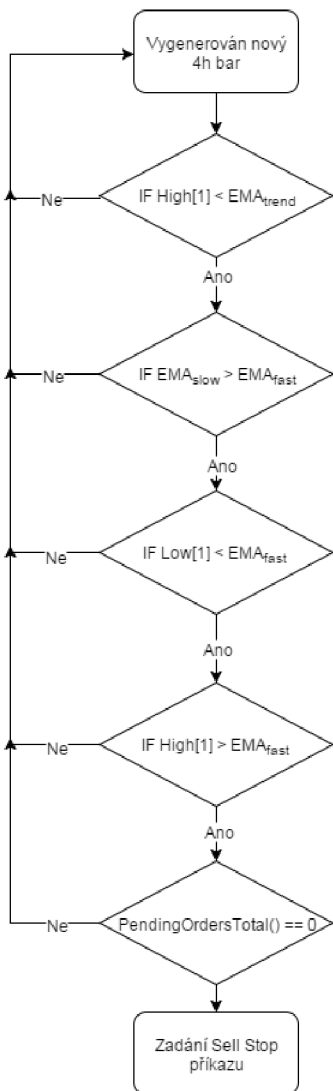 Vygenerován nový
4h bar
IF High[1] < EMAtrend
Ne
Ano
IF EMAslow > EMAfast
Ne
Ano
IF Low[1] < EMAfast
Ne
Ano
IF High[1] > EMAfast
Ne
Ano
PendingOrdersTotal() == 0
Ne
Zadání Sell Stop
příkazu